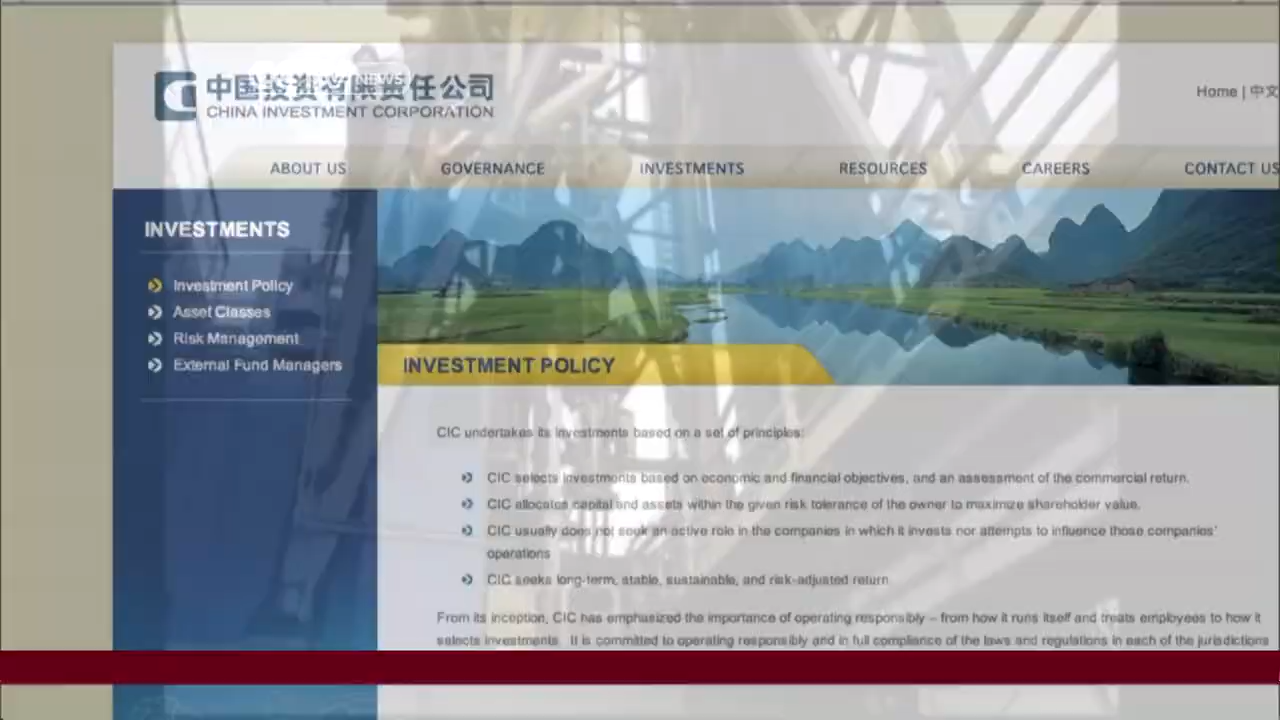 NEWS
中国投资有限责任公司
CHINA INVESTMENT CORPORATION
Home | 中文
ABOUT US GOVERNANCE INVESTMENTS RESOURCES CAREERS CONTACT US
INVESTMENTS
Investment Policy
Asset Classes
Risk Management
External Fund Managers
INVESTMENT POLICY
CIC undertakes its investments based on a set of principles:
CIC selects investments based on economic and financial objectives, and an assessment of the commercial return.
CIC allocates capital and assets within the given risk tolerance of the owner to maximize shareholder value.
CIC usually does not seek an active role in the companies in which it invests nor attempts to influence those companies'
operations
CIC seeks long-term, stable, sustainable, and risk-adjusted return
From its inception, CIC has emphasized the importance of operating responsibly – from how it runs itself and treats employees to how it
selects investments. It is committed to operating responsibly and in full compliance of the laws and regulations in each of the jurisdictions